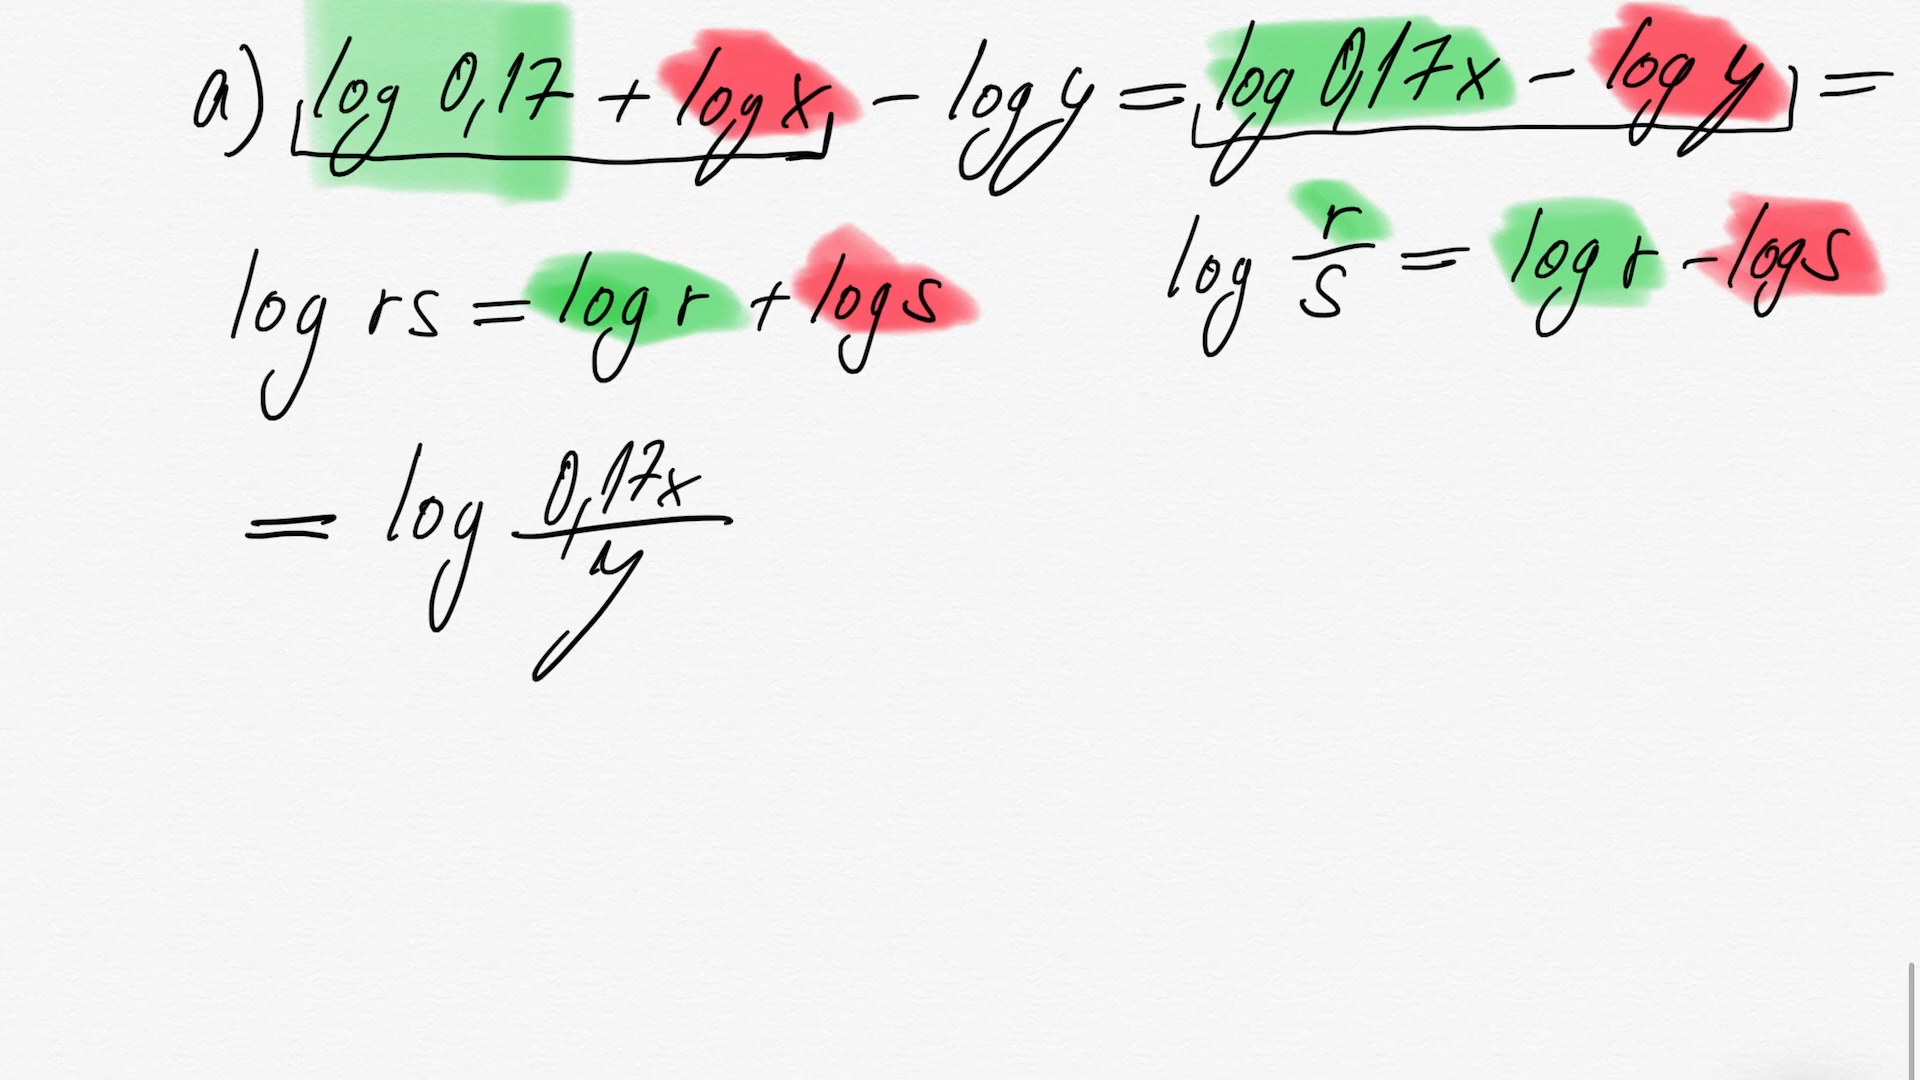 a) log 0,17 + log x - log y = log 0,17x - log y =
log rs = log r + log s
log r/s = log r - log s
= log 0,17x/y